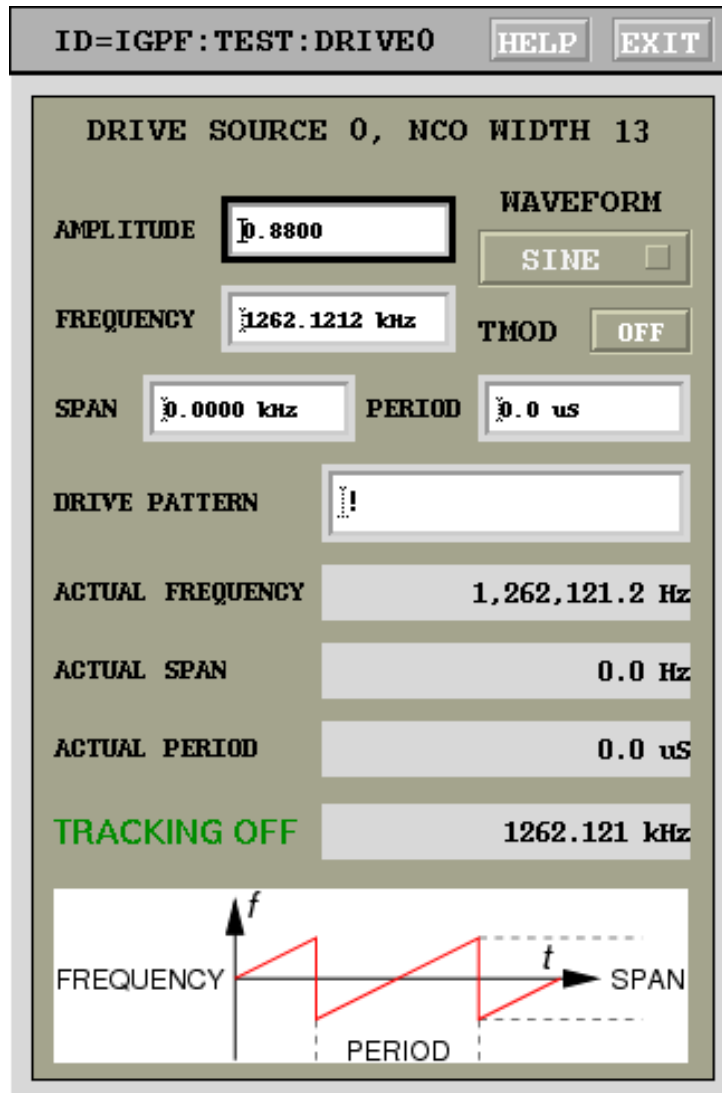 ID=IGPF:TEST:DRIVE0 HELP EXIT
DRIVE SOURCE 0, NCO WIDTH 13
WAVEFORM
AMPLITUDE 0.8800
SINE
FREQUENCY 1262.1212 kHz
TMOD OFF
SPAN 0.0000 kHz PERIOD 0.0 uS
DRIVE PATTERN !
ACTUAL FREQUENCY 1,262,121.2 Hz
ACTUAL SPAN 0.0 Hz
ACTUAL PERIOD 0.0 uS
TRACKING OFF 1262.121 kHz
f
t
FREQUENCY SPAN
PERIOD